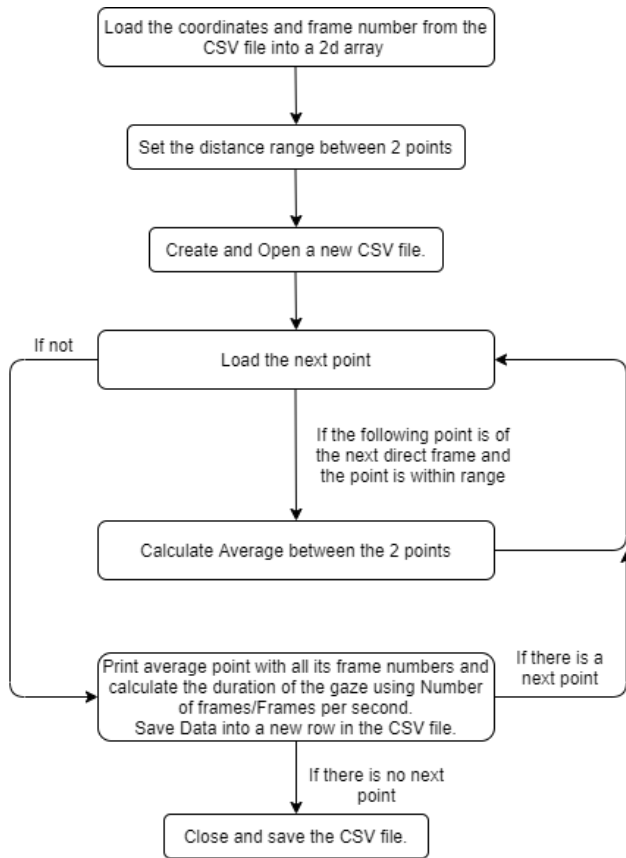 Load the coordinates and frame number from the
CSV file into a 2d array
Set the distance range between 2 points
Create and Open a new CSV file.
If not
Load the next point
If the following point is of
the next direct frame and
the point is within range
Calculate Average between the 2 points
Print average point with all its frame numbers and
calculate the duration of the gaze using Number
of frames/Frames per second.
Save Data into a new row in the CSV file.
If there is a
next point
If there is no next
point
Close and save the CSV file.